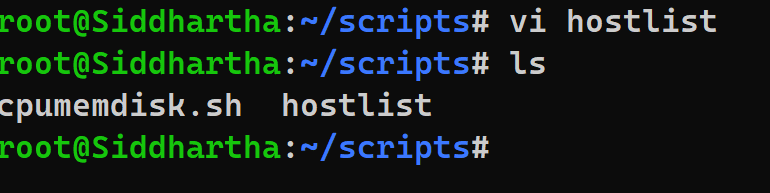 root@Siddhartha:~/scripts# vi hostlist
root@Siddhartha:~/scripts# ls
cpumemdisk.sh  hostlist
root@Siddhartha:~/scripts#